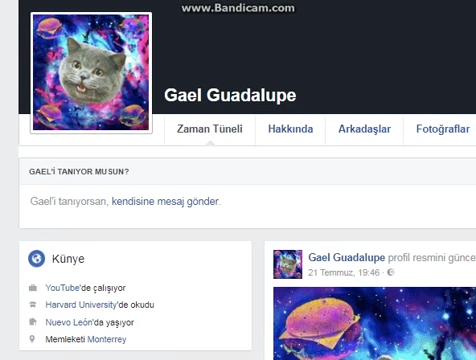 www.Bandicam.com
Gael Guadalupe
Zaman Tüneli Hakkında Arkadaşlar Fotoğraflar
GAEL'İ TANIYOR MUSUN?
Gael'i tanıyorsan, kendisine mesaj gönder.
Künye
YouTube'de çalışıyor
Harvard University'de okudu
Nuevo León'da yaşıyor
Memleketi Monterrey
Gael Guadalupe profil resmini günce
21 Temmuz, 19:46 ·